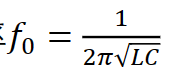 f₀ = 1 / (2π√LC)